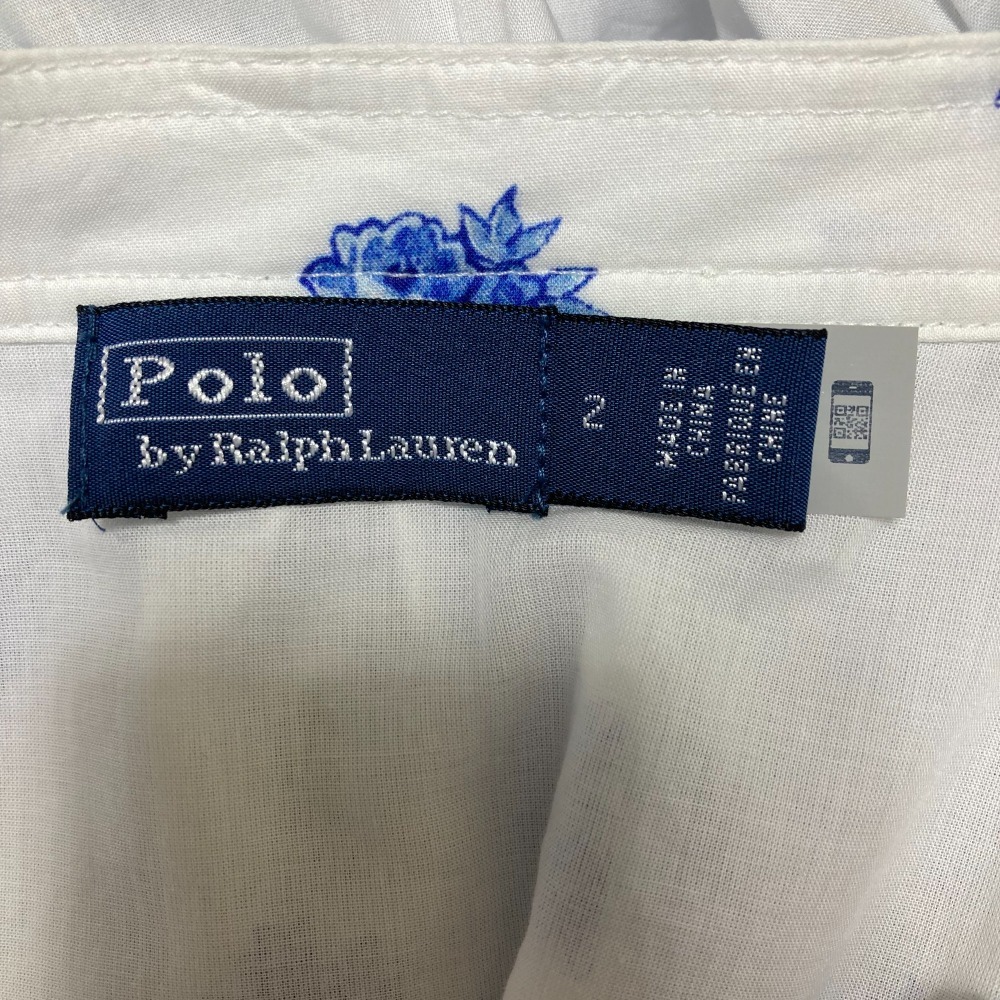 Polo
by Ralph Lauren
2
MADE IN
CHINA
FABRIQUÉ EN
CHINE